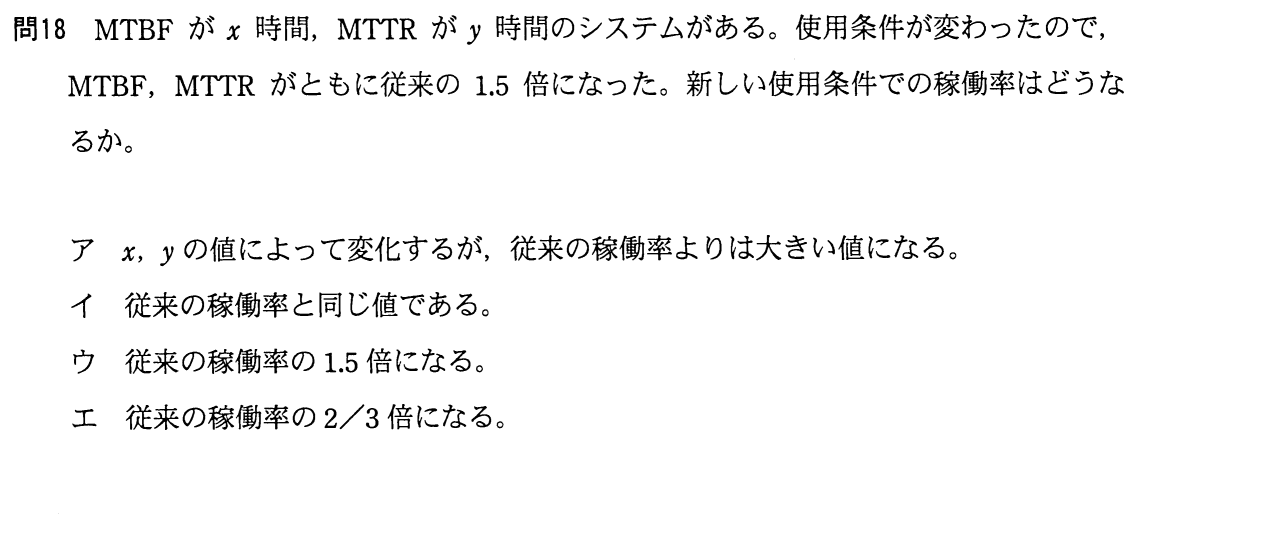 問18 MTBF が x 時間，MTTR が y 時間のシステムがある。使用条件が変わったので，
MTBF，MTTR がともに従来の 1.5 倍になった。新しい使用条件での稼働率はどうな
るか。
ア x，y の値によって変化するが，従来の稼働率よりは大きい値になる。
イ 従来の稼働率と同じ値である。
ウ 従来の稼働率の 1.5 倍になる。
エ 従来の稼働率の 2／3 倍になる。